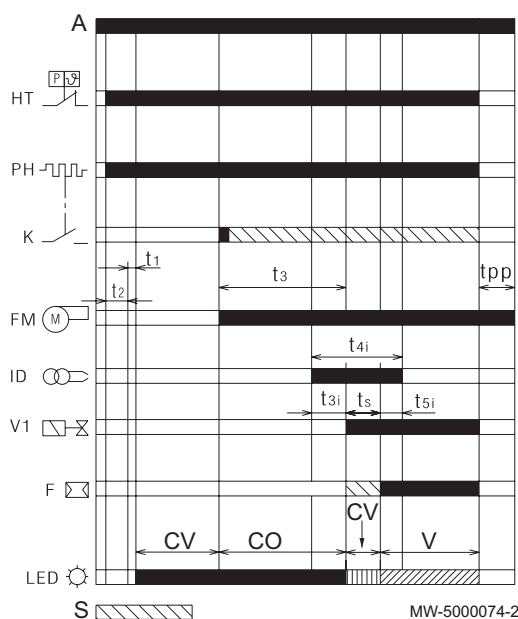 A
P ϑ
HT
PH
K
t1
t2
t3
tpp
FM M
t4i
ID
t3i ts t5i
V1
F
CV
CV CO V
LED
S
MW-5000074-2